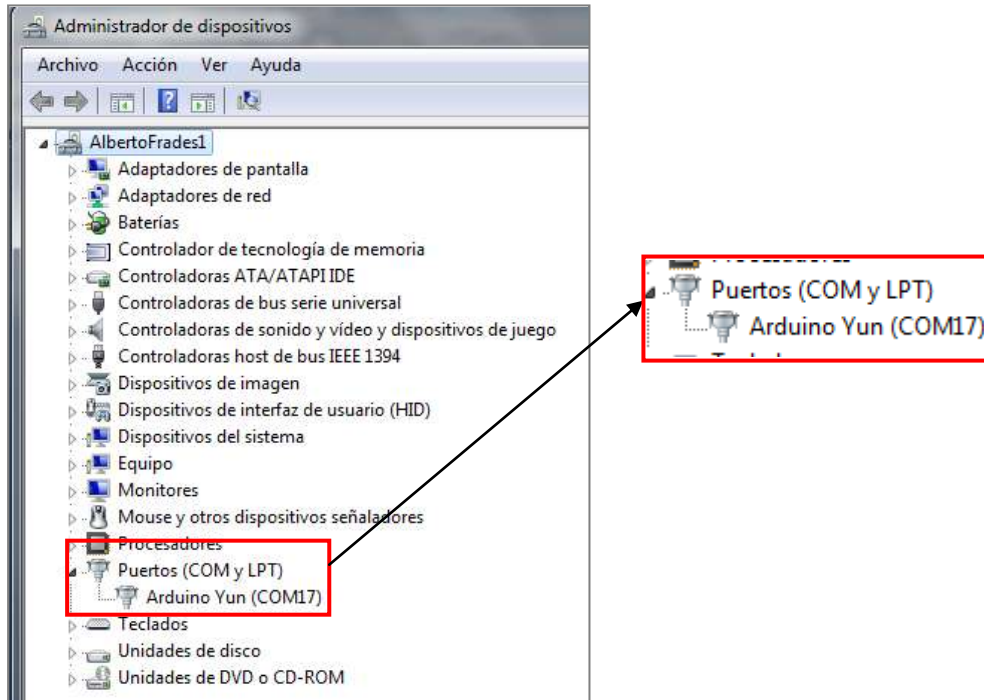 Administrador de dispositivos
Archivo Acción Ver Ayuda
AlbertoFrades1
Adaptadores de pantalla
Adaptadores de red
Baterías
Controlador de tecnología de memoria
Controladoras ATA/ATAPI IDE
Controladoras de bus serie universal
Controladoras de sonido y vídeo y dispositivos de juego
Controladoras host de bus IEEE 1394
Dispositivos de imagen
Dispositivos de interfaz de usuario (HID)
Dispositivos del sistema
Equipo
Monitores
Mouse y otros dispositivos señaladores
Procesadores
Puertos (COM y LPT)
Arduino Yun (COM17)
Teclados
Unidades de disco
Unidades de DVD o CD-ROM
Puertos (COM y LPT)
Arduino Yun (COM17)